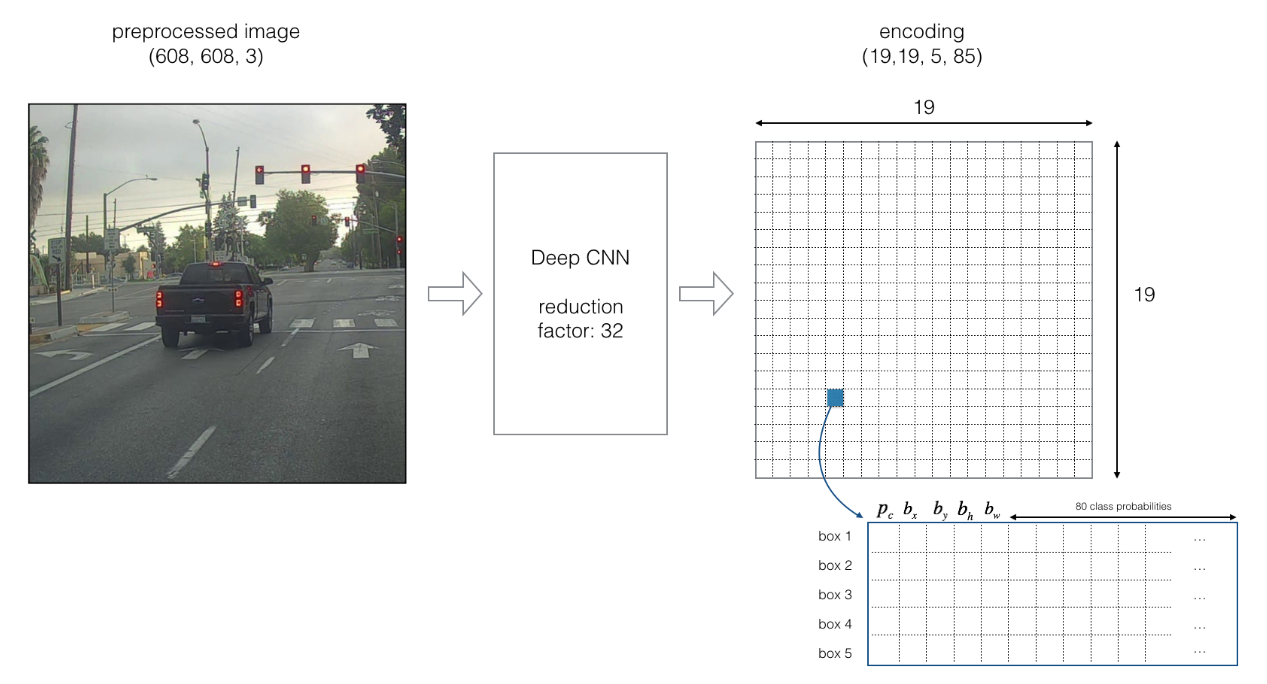 preprocessed image
(608, 608, 3)
encoding
(19,19, 5, 85)
19
Deep CNN
reduction
factor: 32
19
p_c b_x b_y b_h b_w
80 class probabilities
box 1 ...
box 2 ...
box 3 ...
box 4 ...
box 5 ...